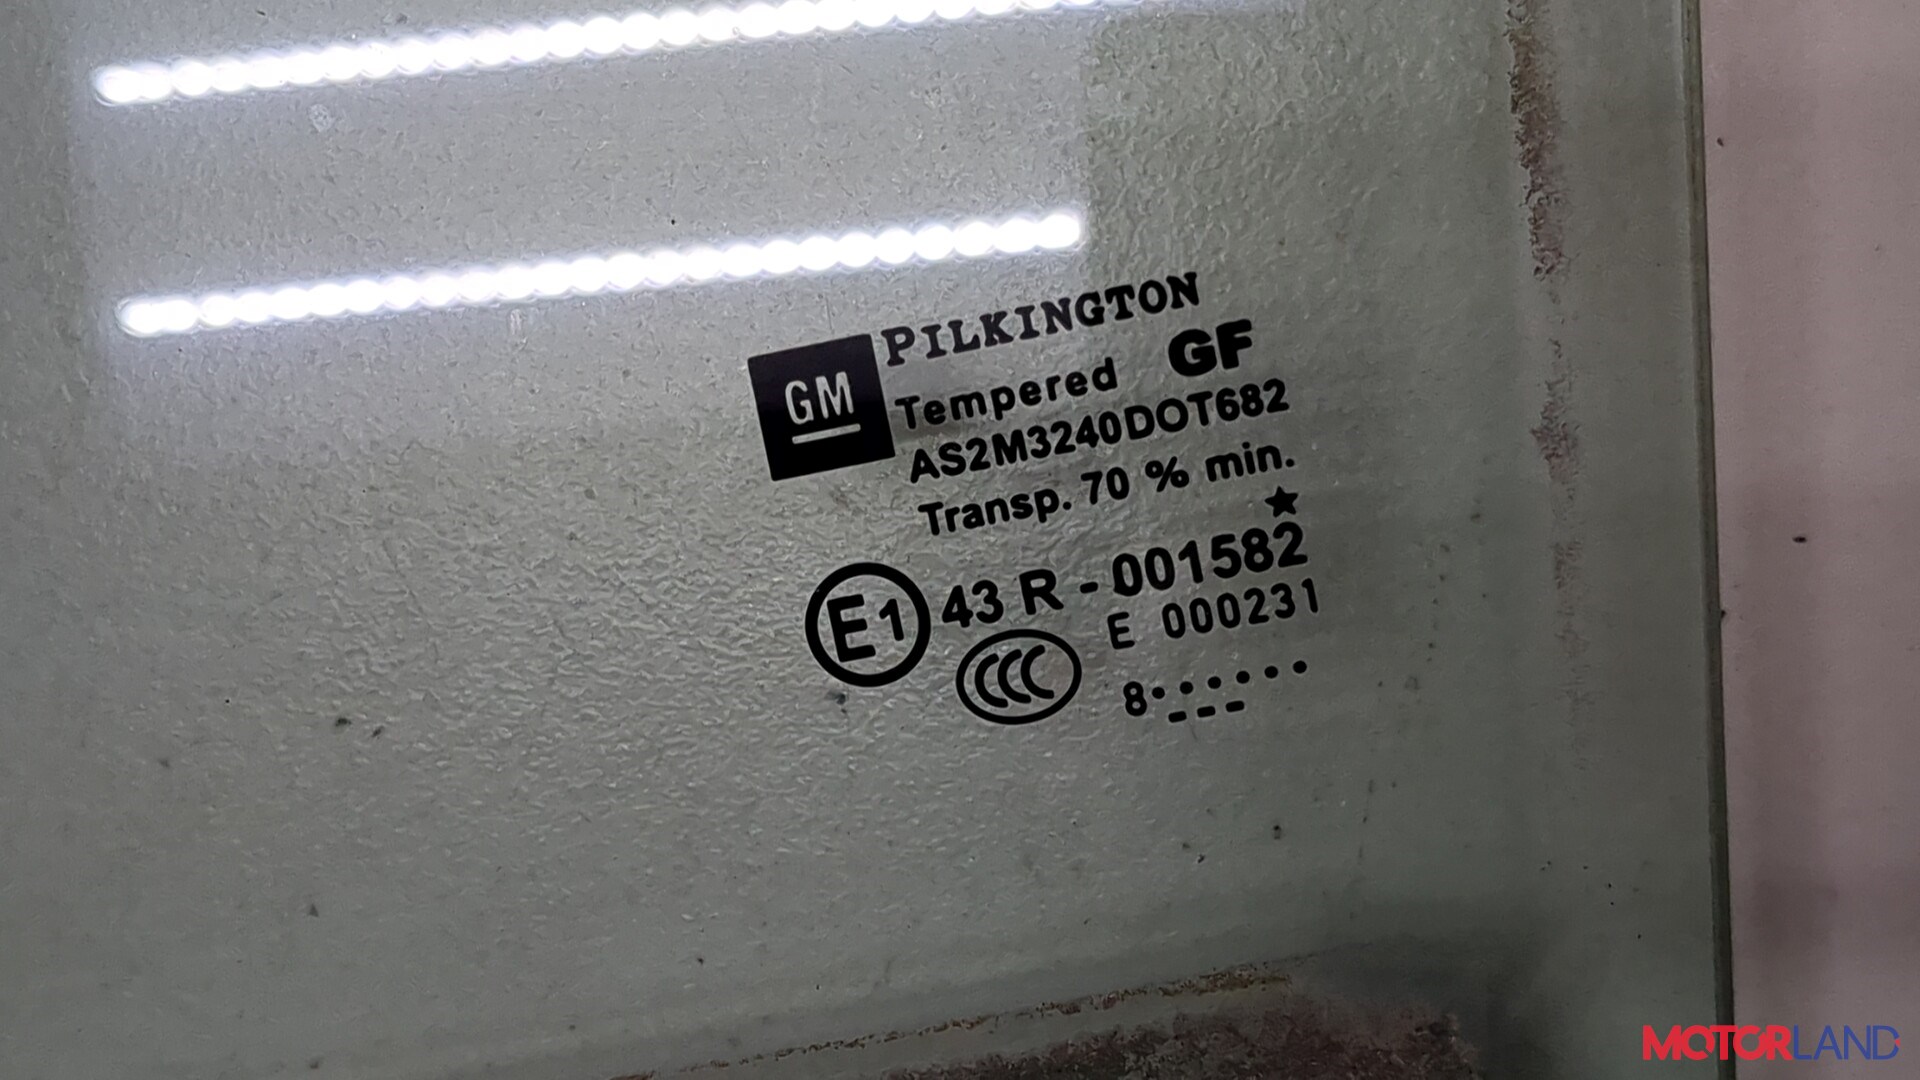 PILKINGTON
GM
Tempered GF
AS2M3240DOT682
Transp. 70 % min.
★
E1 43 R - 001582
CCC E 000231
8·······
---
MOTORLAND